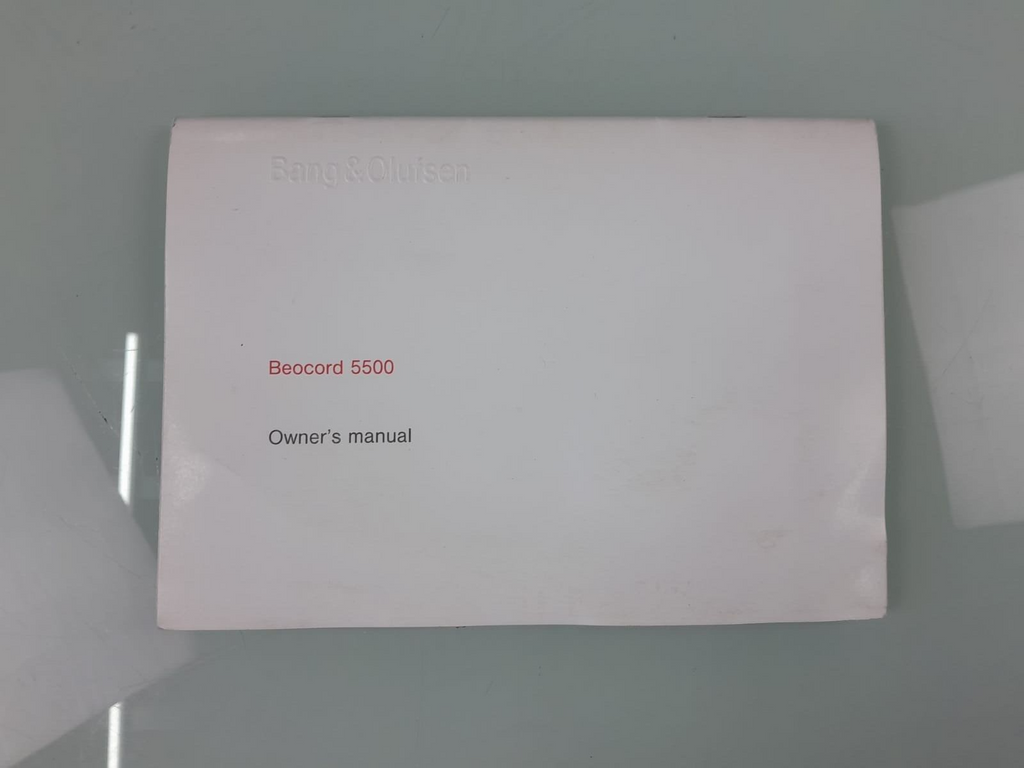 Bang & Olufsen
Beocord 5500
Owner's manual